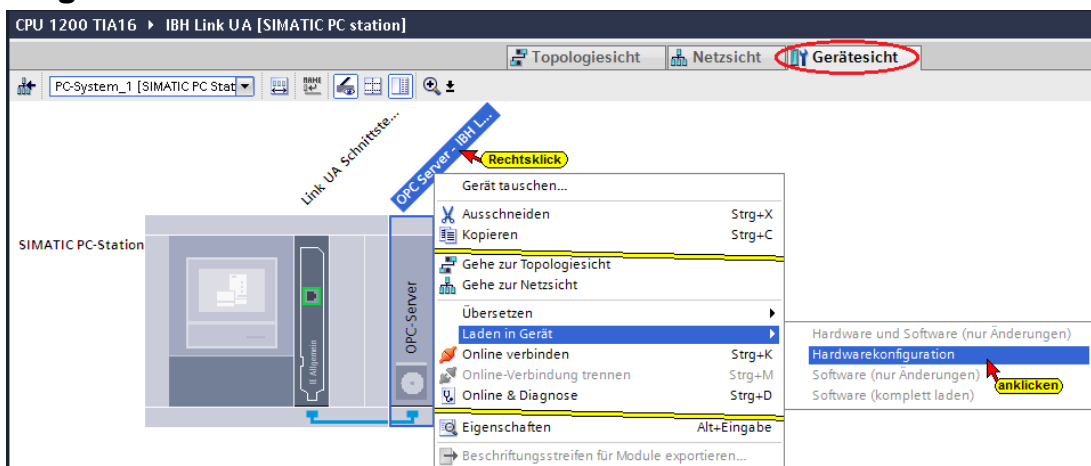 CPU 1200 TIA16 ▸ IBH Link UA [SIMATIC PC station]
Topologiesicht Netzsicht Gerätesicht
PC-System_1 [SIMATIC PC Stat
NAME
Link UA Schnittste...
OPC Server - IBH L...
Rechtsklick
SIMATIC PC-Station
IE Allgemein
OPC-Server
Gerät tauschen...
Ausschneiden Strg+X
Kopieren Strg+C
Gehe zur Topologiesicht
Gehe zur Netzsicht
Übersetzen
Laden in Gerät
Online verbinden Strg+K
Online-Verbindung trennen Strg+M
Online & Diagnose Strg+D
Eigenschaften Alt+Eingabe
Beschriftungsstreifen für Module exportieren...
Hardware und Software (nur Änderungen)
Hardwarekonfiguration
Software (nur Änderungen)
anklicken
Software (komplett laden)